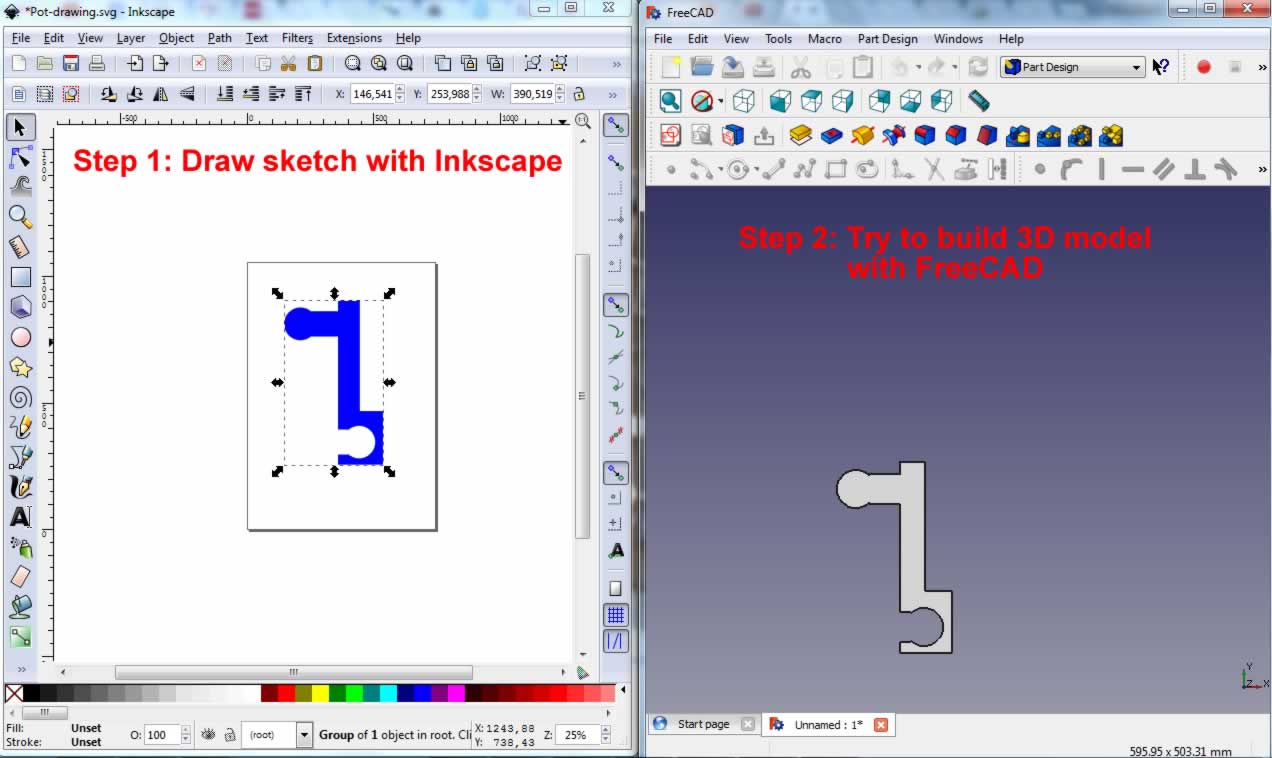 *Pot-drawing.svg - Inkscape
File Edit View Layer Object Path Text Filters Extensions Help
X: 146,541 Y: 253,988 W: 390,519
-500 0 500 1000
Step 1: Draw sketch with Inkscape
Fill: Unset
Stroke: Unset
O: 100
(root)
Group of 1 object in root. Cli
X: 1243,88
Y: 738,43
Z: 25%
FreeCAD
File Edit View Tools Macro Part Design Windows Help
Part Design
Step 2: Try to build 3D model
with FreeCAD
Y
Z X
Start page Unnamed : 1*
595.95 x 503.31 mm